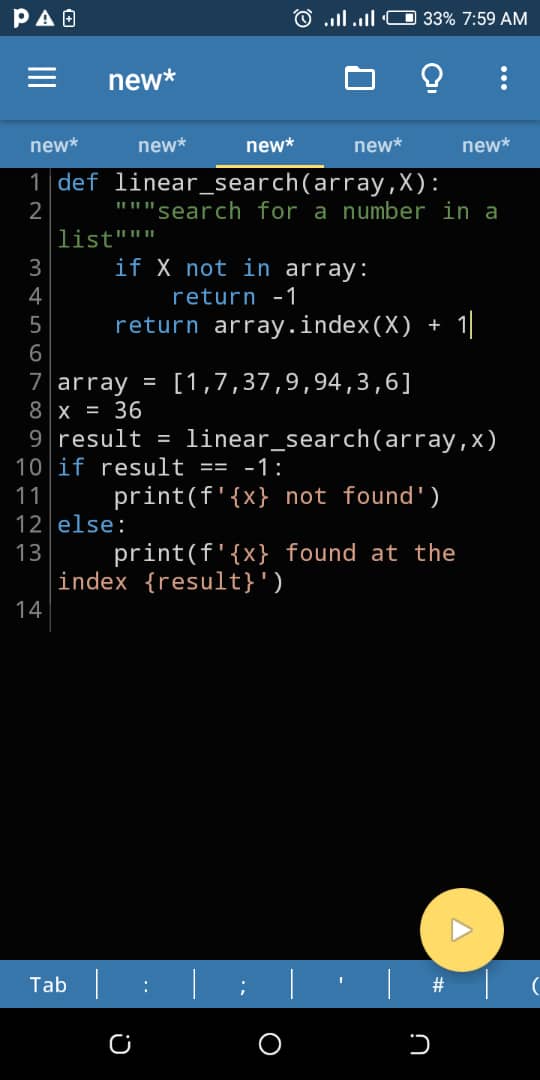 33% 7:59 AM
new*
new* new* new* new* new*
1 def linear_search(array,X):
2     """search for a number in a
list"""
3     if X not in array:
4         return -1
5     return array.index(X) + 1
6
7 array = [1,7,37,9,94,3,6]
8 x = 36
9 result = linear_search(array,x)
10 if result == -1:
11     print(f'{x} not found')
12 else:
13     print(f'{x} found at the
index {result}')
14
Tab | : | ; | ' | # | (